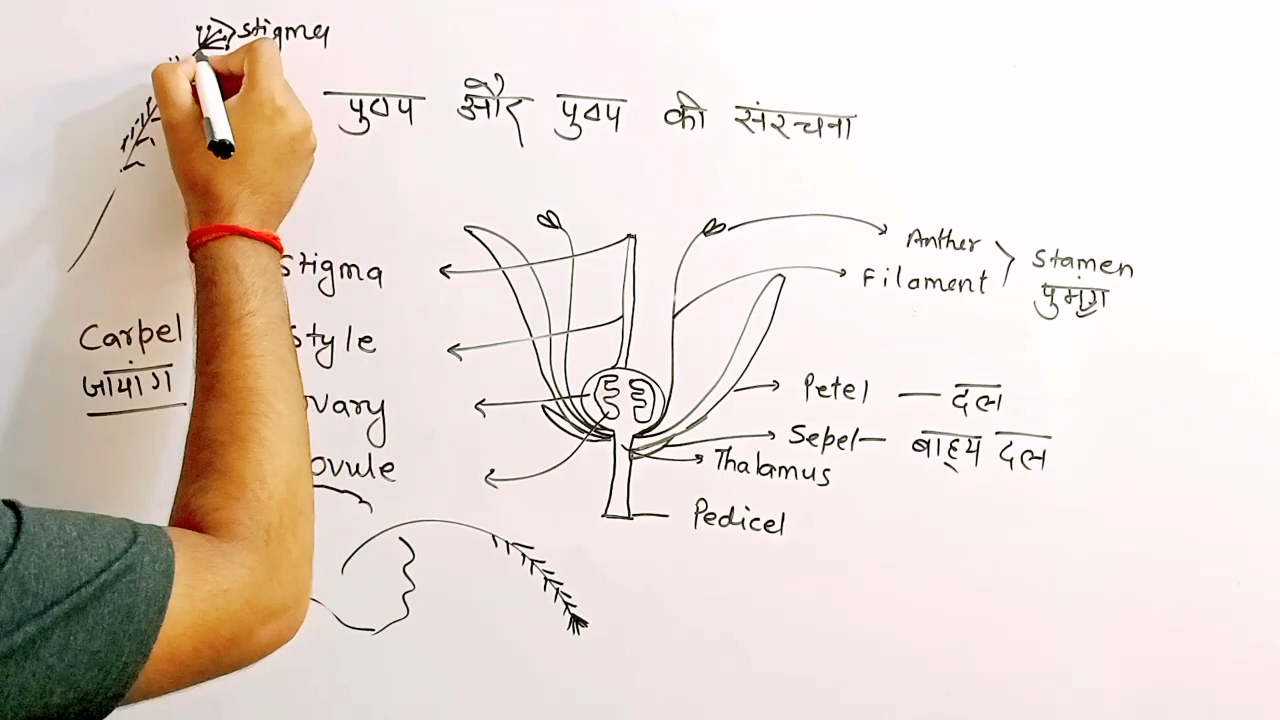 stigma
पुष्प और पुष्प की संरचना
Stigma
Style
vary
ovule
Carpel
जायांग
Anther
Filament
Stamen
पुमंग
Petel — दल
Sepel — बाह्य दल
Thalamus
Pedicel